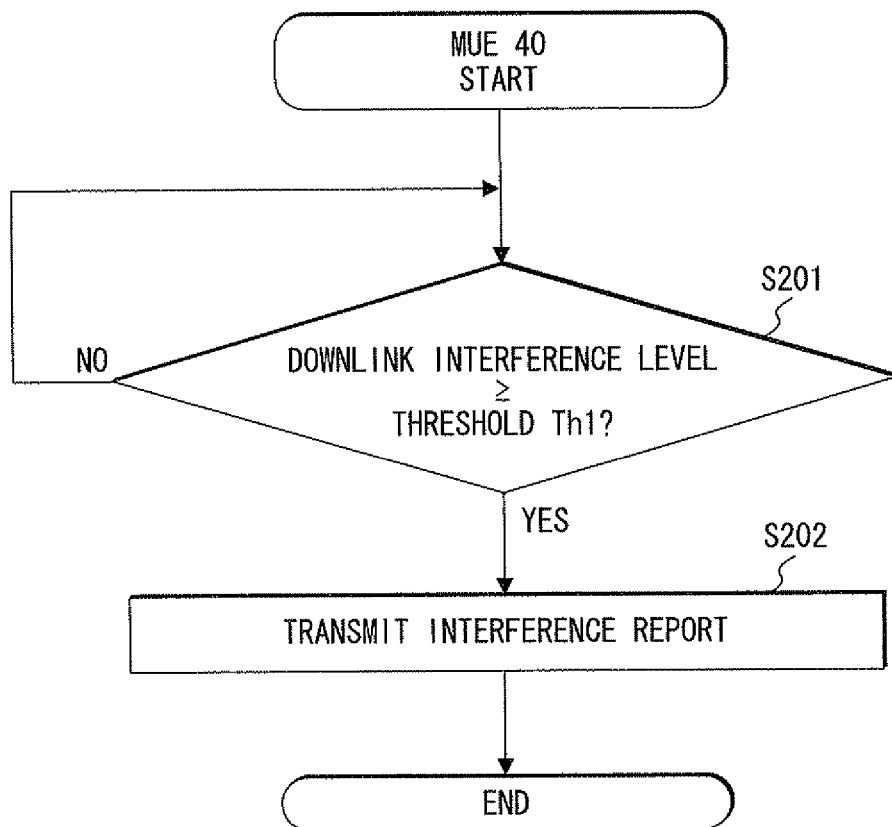 MUE 40
START
S201
NO
DOWNLINK INTERFERENCE LEVEL
≥
THRESHOLD Th1?
YES
S202
TRANSMIT INTERFERENCE REPORT
END